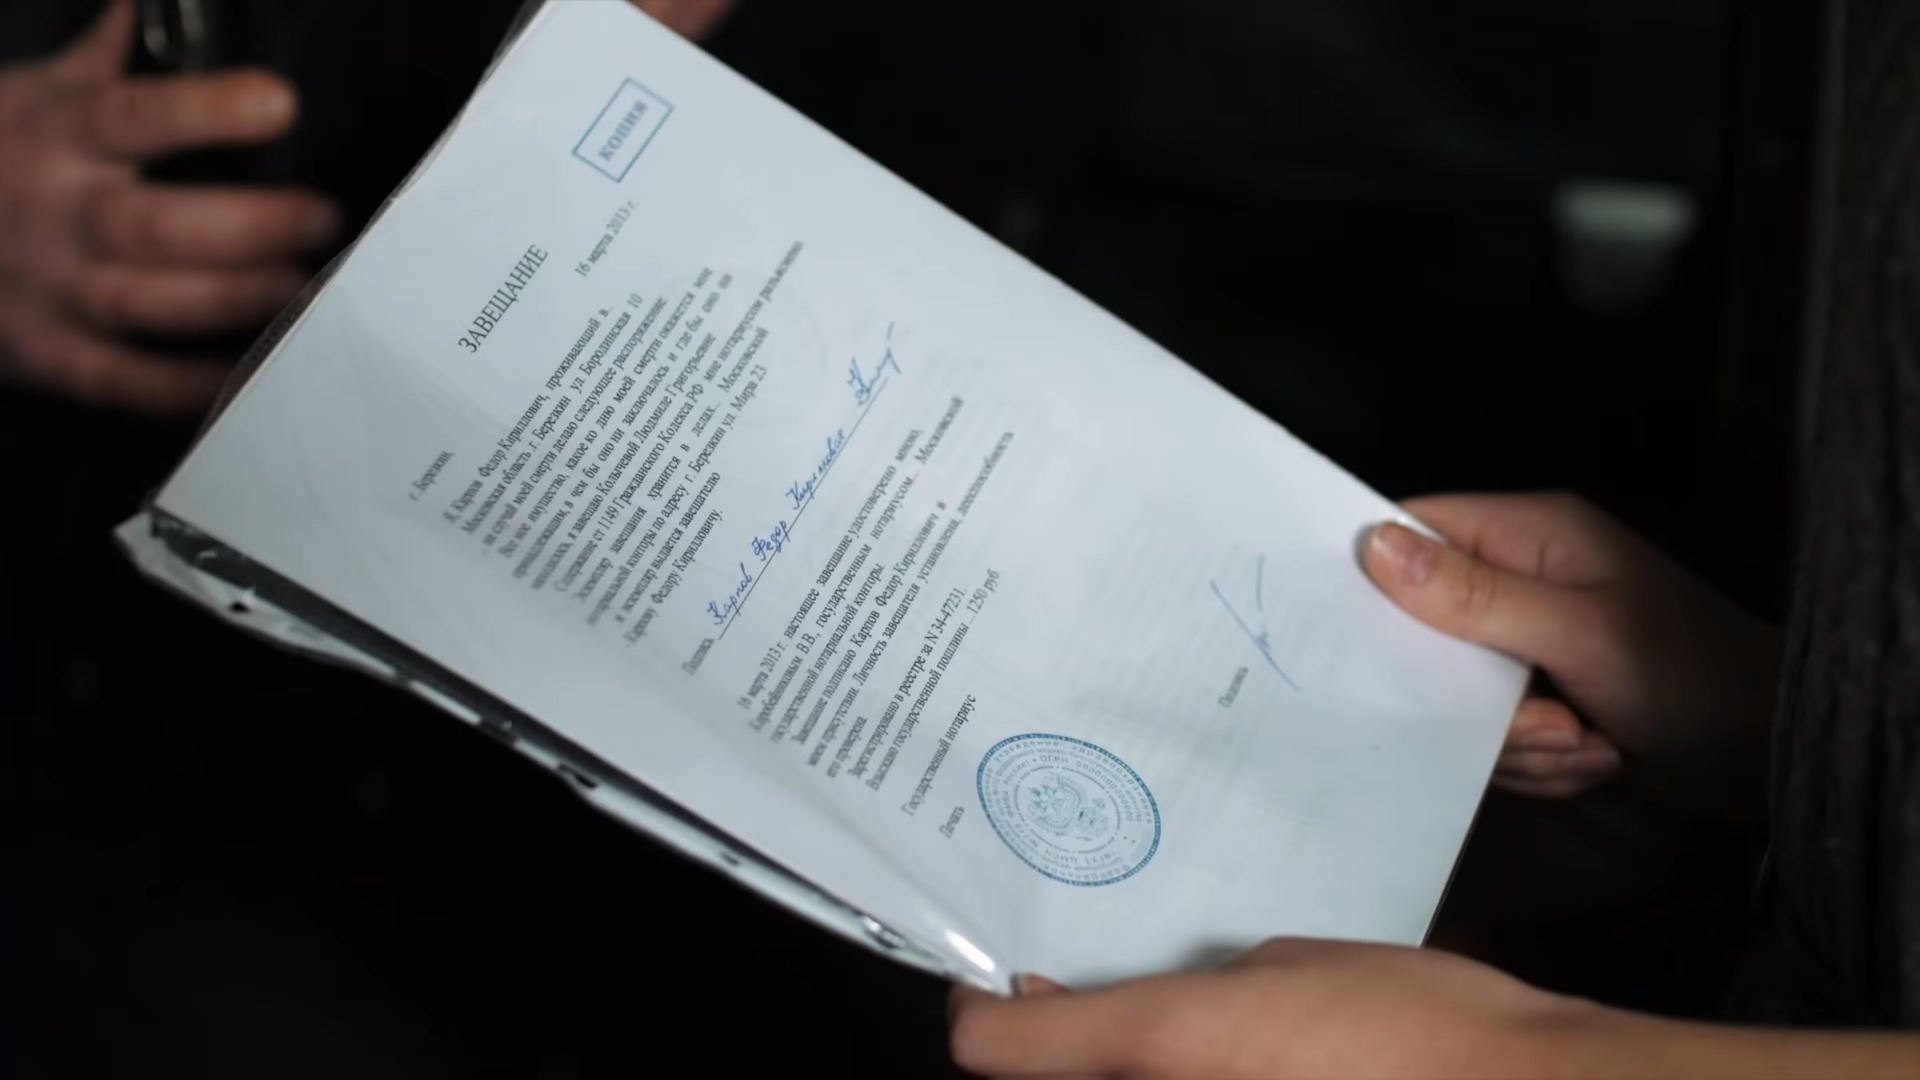 КОПИЯ
ЗАВЕЩАНИЕ
г. Березкин,
16 марта 2013 г.
Я, Карпов Федор Кириллович, проживающий в.
Московская область .г. Березкин ул. Бородинская 10
на случай моей смерти делаю следующее распоряжение:
Все мое имущество, какое ко дню моей смерти окажется мне
принадлежащим, в чем бы оно ни заключалось и где бы оно ни
находилось, я завещаю Колычевой Людмиле Григорьевне
Содержание ст 1149 Гражданского Кодекса РФ мне нотариусом разъяснено.
Экземпляр завещания хранится в делах... Московской
нотариальной конторы по адресу г. Березкин ул. Мира 23
а экземпляр выдается завещателю
Карпову Федору Кирилловичу.
Подпись Карпов Федор Кириллович
16 марта 2013 г. настоящее завещание удостоверено мною,
Коробейниковым В.В., государственным нотариусом... Московской
государственной нотариальной конторы.
Завещание подписано Карпов Федор Кириллович в
моем присутствии. Личность завещателя установлена, дееспособность
его проверена.
Зарегистрировано в реестре за N 34-47231.
Взыскано государственной пошлины ...1250 руб
Государственный нотариус
Подпись
Печать
ОГРН